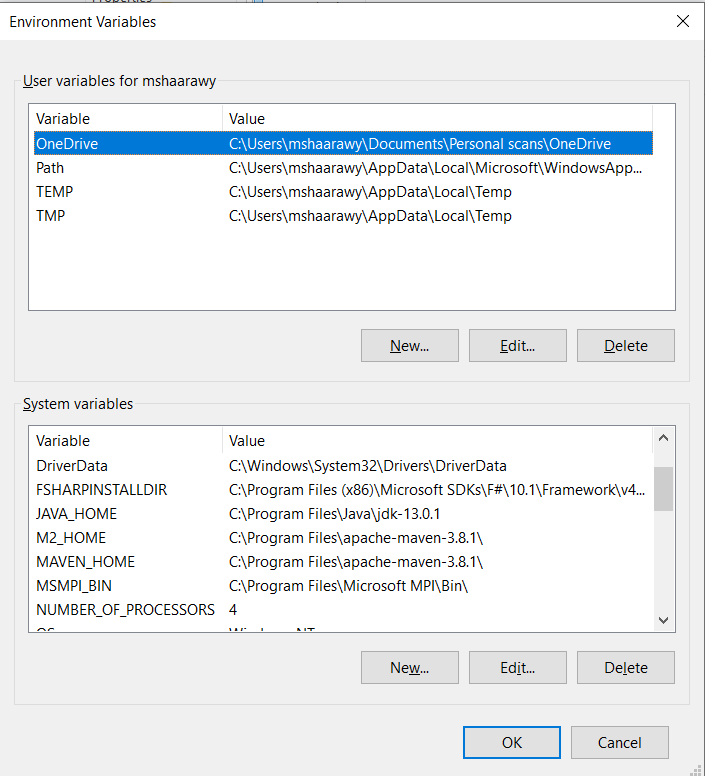 Environment Variables
User variables for mshaarawy
Variable Value
OneDrive C:\Users\mshaarawy\Documents\Personal scans\OneDrive
Path C:\Users\mshaarawy\AppData\Local\Microsoft\WindowsApp...
TEMP C:\Users\mshaarawy\AppData\Local\Temp
TMP C:\Users\mshaarawy\AppData\Local\Temp
New... Edit... Delete
System variables
Variable Value
DriverData C:\Windows\System32\Drivers\DriverData
FSHARPINSTALLDIR C:\Program Files (x86)\Microsoft SDKs\F#\10.1\Framework\v4...
JAVA_HOME C:\Program Files\Java\jdk-13.0.1
M2_HOME C:\Program Files\apache-maven-3.8.1\
MAVEN_HOME C:\Program Files\apache-maven-3.8.1\
MSMPI_BIN C:\Program Files\Microsoft MPI\Bin\
NUMBER_OF_PROCESSORS 4
New... Edit... Delete
OK Cancel